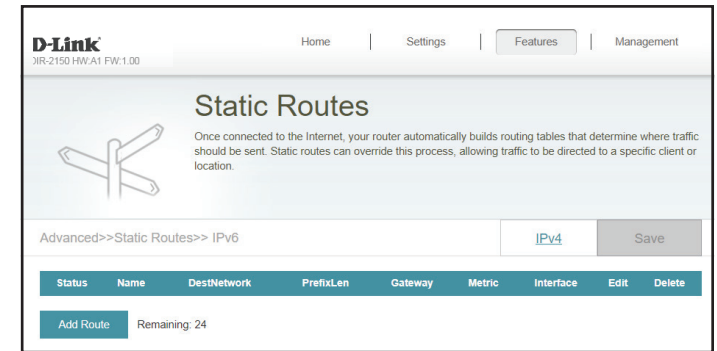 D-Link
DIR-2150 HW:A1 FW:1.00
Home | Settings | Features | Management
Static Routes
Once connected to the Internet, your router automatically builds routing tables that determine where traffic
should be sent. Static routes can override this process, allowing traffic to be directed to a specific client or
location.
Advanced>>Static Routes>> IPv6
IPv4
Save
Status Name DestNetwork PrefixLen Gateway Metric Interface Edit Delete
Add Route Remaining: 24